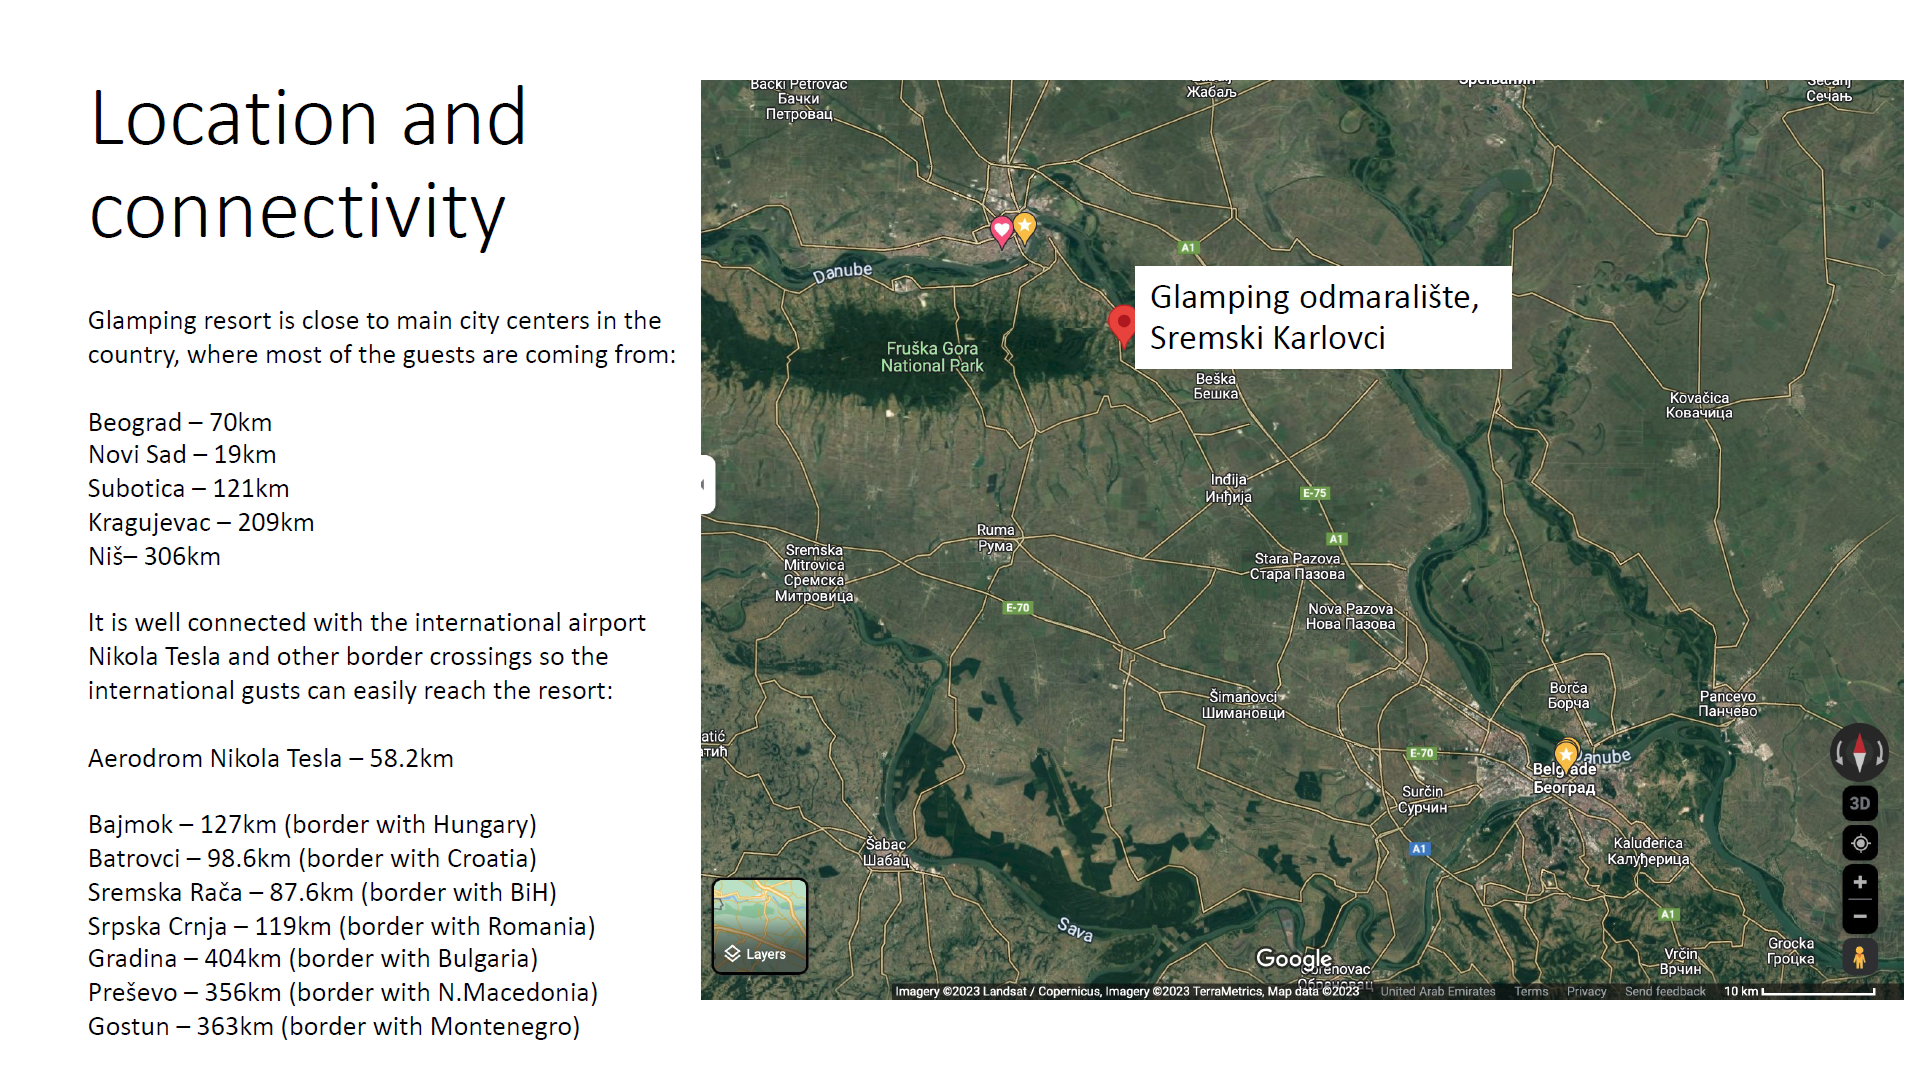 Location and
connectivity
Glamping resort is close to main city centers in the
country, where most of the guests are coming from:
Beograd – 70km
Novi Sad – 19km
Subotica – 121km
Kragujevac – 209km
Niš– 306km
It is well connected with the international airport
Nikola Tesla and other border crossings so the
international gusts can easily reach the resort:
Aerodrom Nikola Tesla – 58.2km
Bajmok – 127km (border with Hungary)
Batrovci – 98.6km (border with Croatia)
Sremska Rača – 87.6km (border with BiH)
Srpska Crnja – 119km (border with Romania)
Gradina – 404km (border with Bulgaria)
Preševo – 356km (border with N.Macedonia)
Gostun – 363km (border with Montenegro)
Bački Petrovac
Бачки
Петровац
Жабаљ
Сечањ
A1
Danube
Glamping odmaralište,
Sremski Karlovci
Fruška Gora
National Park
Beška
Бешка
Kovačica
Ковачица
Inđija
Инђија
E-75
Ruma
Рума
A1
Sremska
Mitrovica
Сремска
Митровица
Stara Pazova
Стара Пазова
E-70
Nova Pazova
Нова Пазова
Šimanovci
Шимановци
Borča
Борча
Pancevo
Панчево
E-70
Danube
Belgrade
Београд
Surčin
Сурчин
3D
Šabac
Шабац
A1
Kaluđerica
Калуђерица
A1
Sava
Layers
Vrčin
Врчин
Grocka
Гроцка
Google
Imagery ©2023 Landsat / Copernicus, Imagery ©2023 TerraMetrics, Map data ©2023 United Arab Emirates Terms Privacy Send feedback 10 km